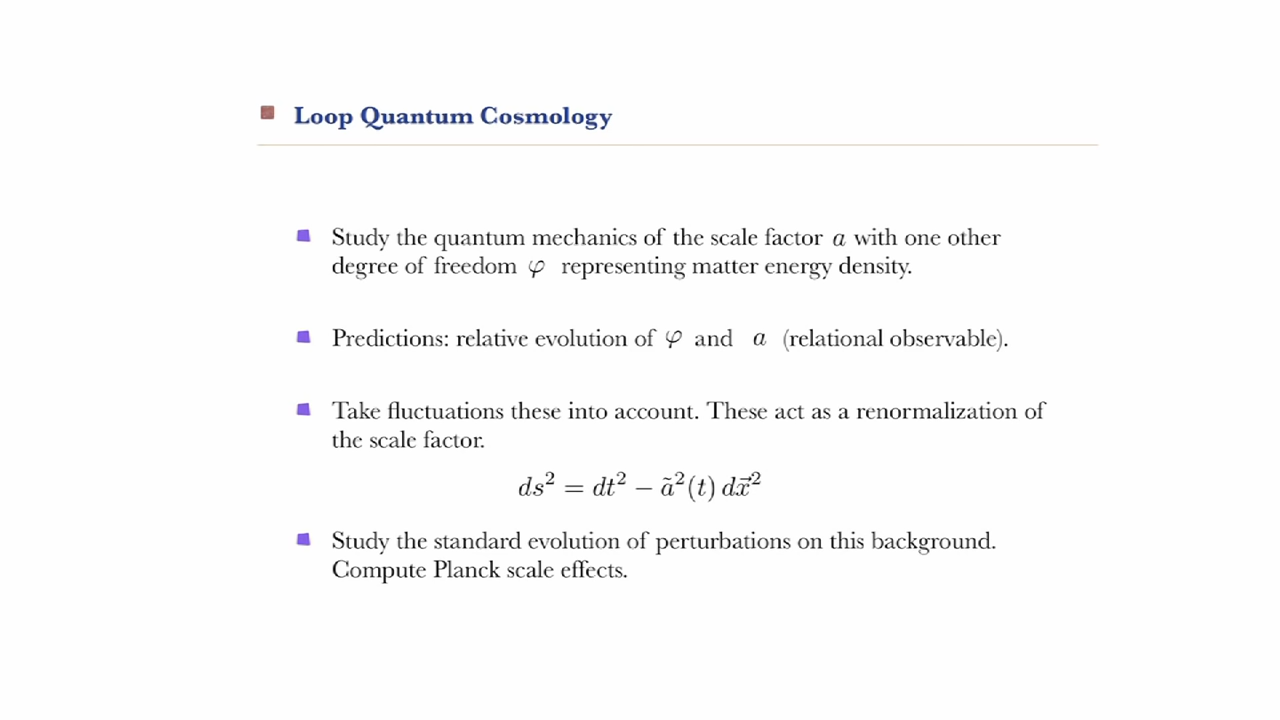 Loop Quantum Cosmology
Study the quantum mechanics of the scale factor a with one other
degree of freedom φ representing matter energy density.
Predictions: relative evolution of φ and a (relational observable).
Take fluctuations these into account. These act as a renormalization of
the scale factor.
ds² = dt² − ã²(t) dx⃗²
Study the standard evolution of perturbations on this background.
Compute Planck scale effects.